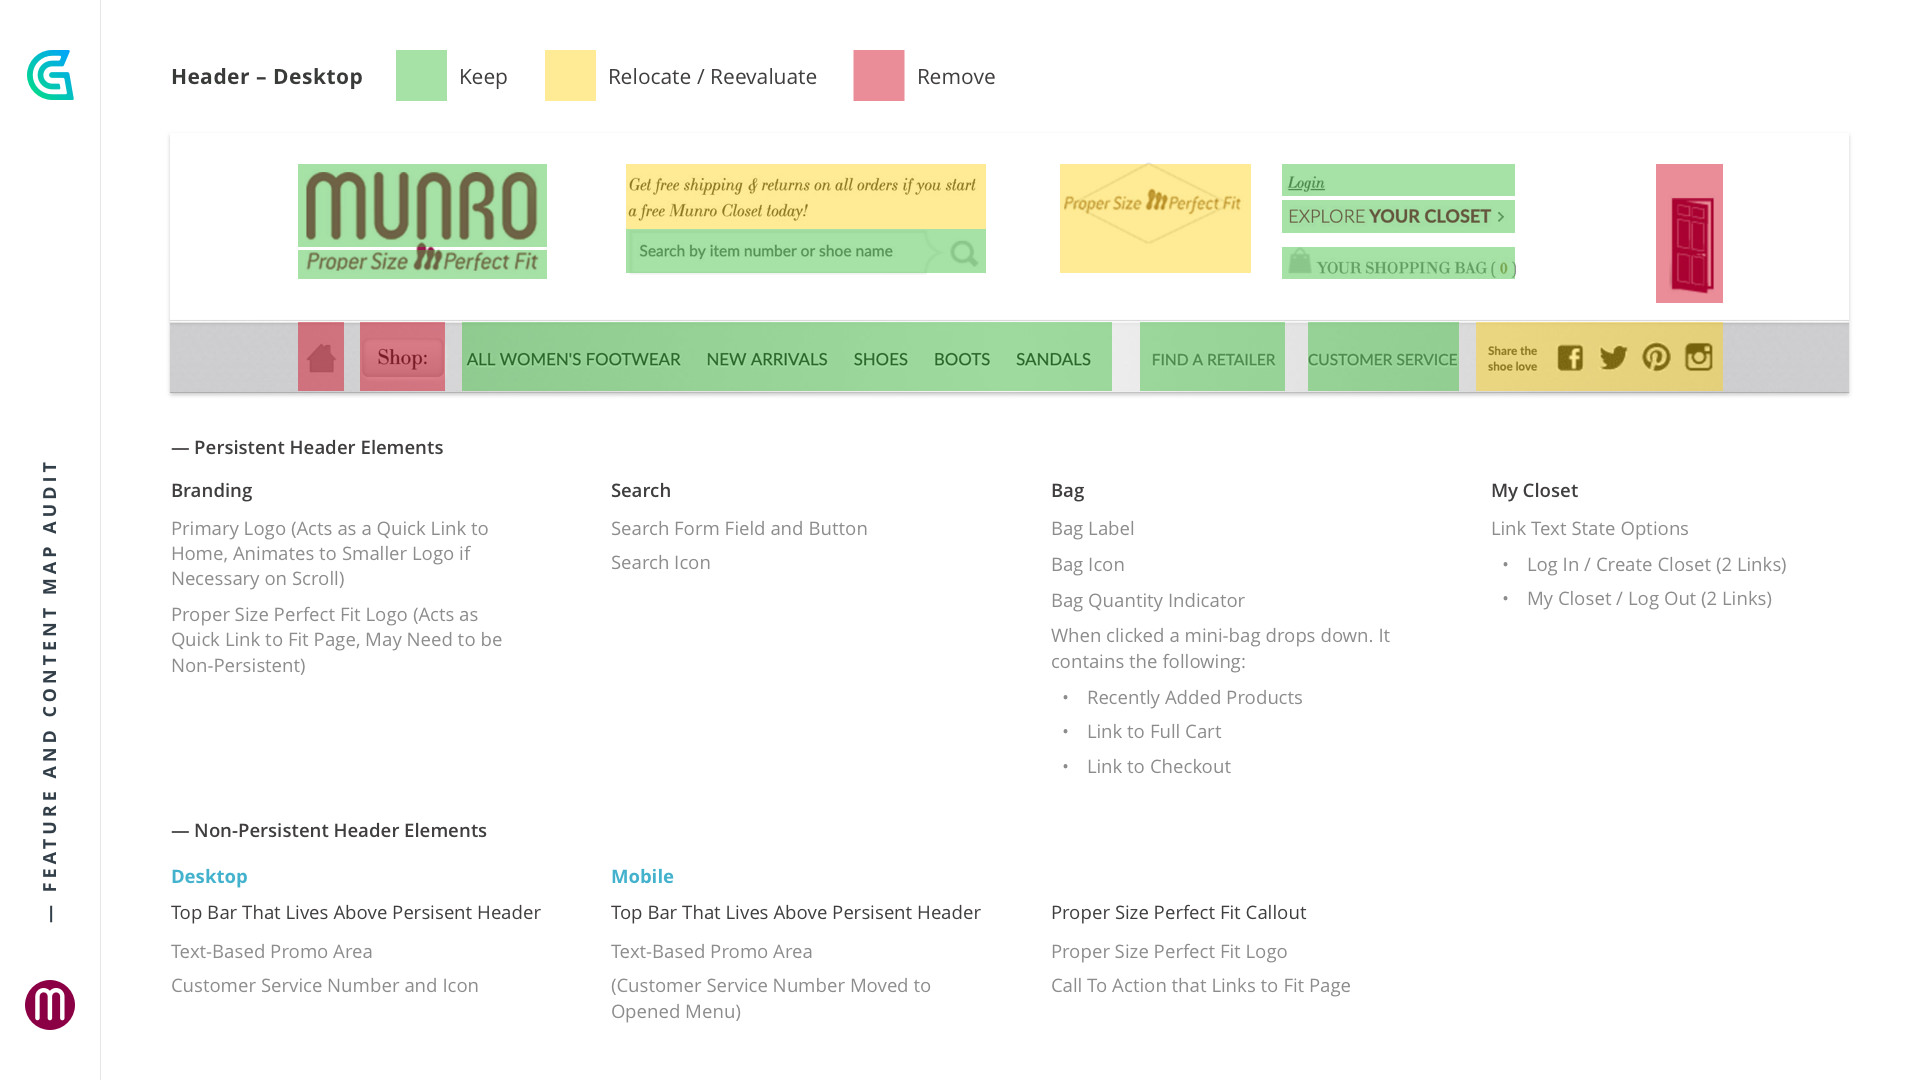 Header – Desktop
Keep
Relocate / Reevaluate
Remove
MUNRO
Proper Size Perfect Fit
Get free shipping & returns on all orders if you start
a free Munro Closet today!
Search by item number or shoe name
Proper Size Perfect Fit
Login
EXPLORE YOUR CLOSET >
YOUR SHOPPING BAG ( 0 )
Shop:
ALL WOMEN'S FOOTWEAR NEW ARRIVALS SHOES BOOTS SANDALS
FIND A RETAILER
CUSTOMER SERVICE
Share the
shoe love
— FEATURE AND CONTENT MAP AUDIT
— Persistent Header Elements
Branding
Primary Logo (Acts as a Quick Link to
Home, Animates to Smaller Logo if
Necessary on Scroll)
Proper Size Perfect Fit Logo (Acts as
Quick Link to Fit Page, May Need to be
Non-Persistent)
Search
Search Form Field and Button
Search Icon
Bag
Bag Label
Bag Icon
Bag Quantity Indicator
When clicked a mini-bag drops down. It
contains the following:
• Recently Added Products
• Link to Full Cart
• Link to Checkout
My Closet
Link Text State Options
• Log In / Create Closet (2 Links)
• My Closet / Log Out (2 Links)
— Non-Persistent Header Elements
Desktop
Top Bar That Lives Above Persisent Header
Text-Based Promo Area
Customer Service Number and Icon
Mobile
Top Bar That Lives Above Persisent Header
Text-Based Promo Area
(Customer Service Number Moved to
Opened Menu)
Proper Size Perfect Fit Callout
Proper Size Perfect Fit Logo
Call To Action that Links to Fit Page